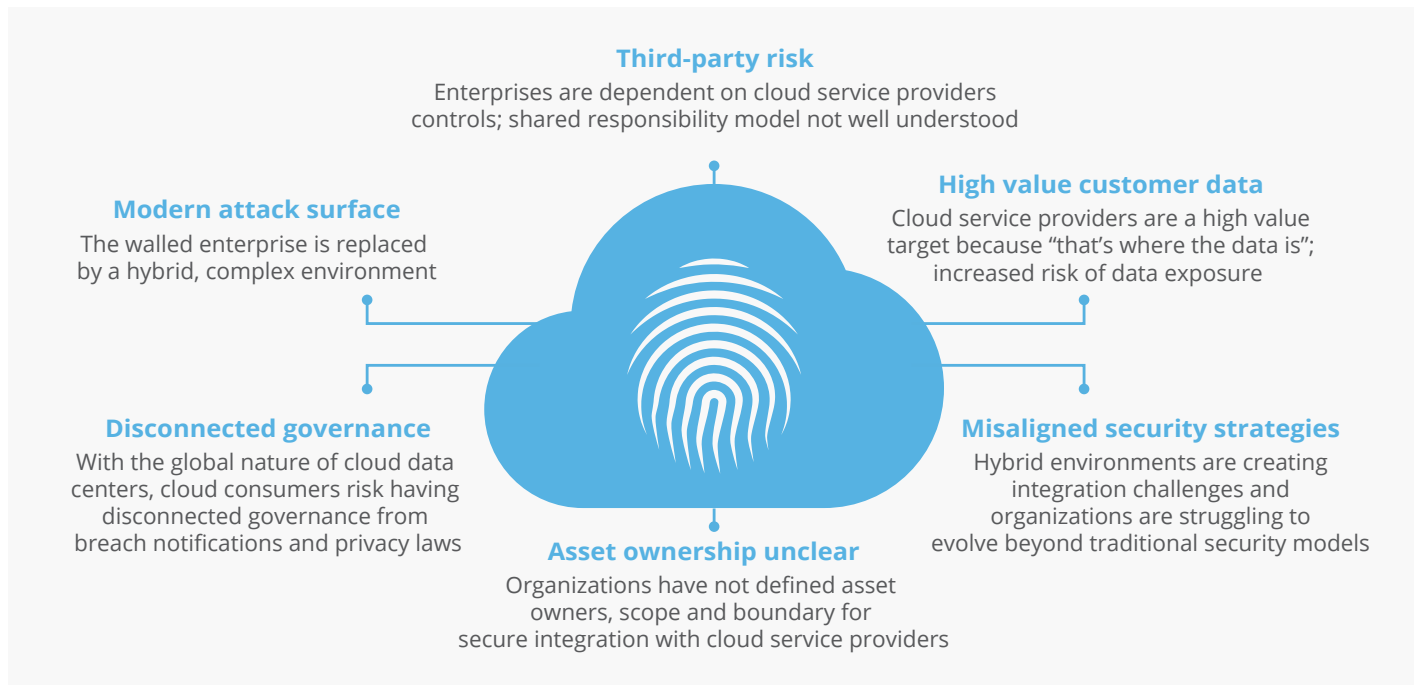 Third-party risk
Enterprises are dependent on cloud service providers
controls; shared responsibility model not well understood
Modern attack surface
The walled enterprise is replaced
by a hybrid, complex environment
High value customer data
Cloud service providers are a high value
target because “that’s where the data is”;
increased risk of data exposure
Disconnected governance
With the global nature of cloud data
centers, cloud consumers risk having
disconnected governance from
breach notifications and privacy laws
Misaligned security strategies
Hybrid environments are creating
integration challenges and
organizations are struggling to
evolve beyond traditional security models
Asset ownership unclear
Organizations have not defined asset
owners, scope and boundary for
secure integration with cloud service providers